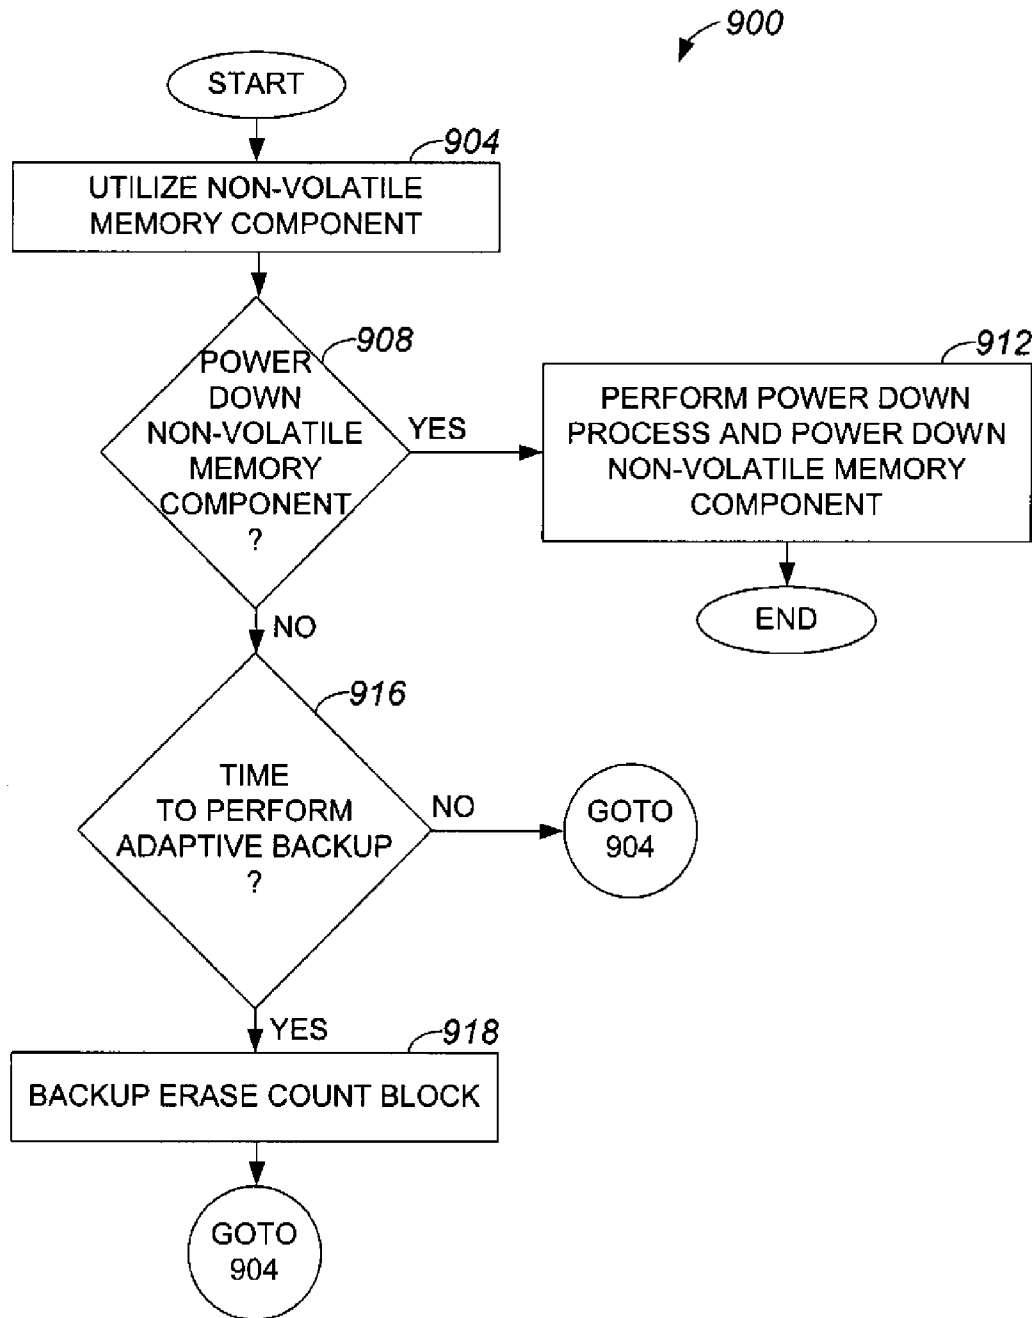 900
START
904
UTILIZE NON-VOLATILE
MEMORY COMPONENT
908
POWER
DOWN
NON-VOLATILE
MEMORY
COMPONENT
?
YES
912
PERFORM POWER DOWN
PROCESS AND POWER DOWN
NON-VOLATILE MEMORY
COMPONENT
END
NO
916
TIME
TO PERFORM
ADAPTIVE BACKUP
?
NO
GOTO
904
YES
918
BACKUP ERASE COUNT BLOCK
GOTO
904